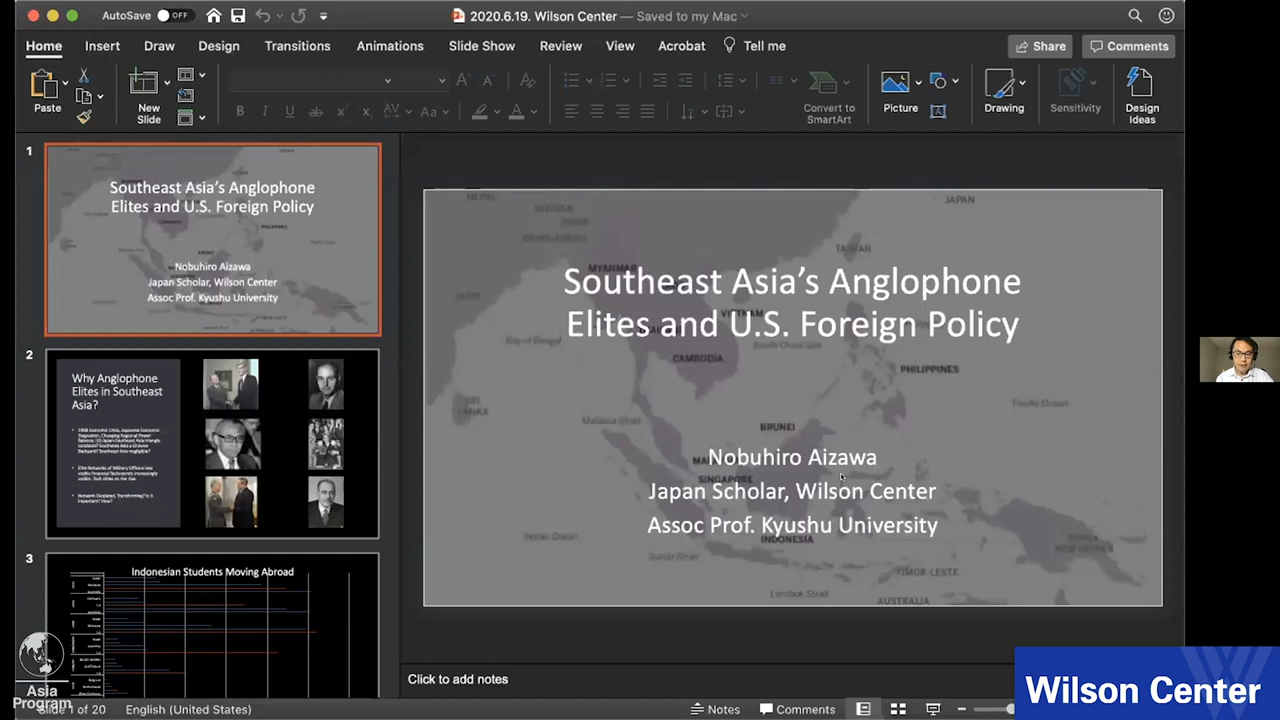 AutoSave OFF
2020.6.19. Wilson Center — Saved to my Mac
Home Insert Draw Design Transitions Animations Slide Show Review View Acrobat Tell me
Share Comments
Paste
New
Slide
Convert to
SmartArt
Picture
Drawing
Sensitivity
Design
Ideas
1
Southeast Asia's Anglophone
Elites and U.S. Foreign Policy
Nobuhiro Aizawa
Japan Scholar, Wilson Center
Assoc Prof. Kyushu University
2
Why Anglophone
Elites in Southeast
Asia?
3
Indonesian Students Moving Abroad
JAPAN
TAIWAN
MYANMAR
Southeast Asia's Anglophone
Elites and U.S. Foreign Policy
CAMBODIA
PHILIPPINES
Pacific Ocean
BRUNEI
Nobuhiro Aizawa
SINGAPORE
Japan Scholar, Wilson Center
Assoc Prof. Kyushu University
INDONESIA
TIMOR-LESTE
Lombok Strait
AUSTRALIA
Click to add notes
Asia
Program
Slide 1 of 20
English (United States)
Notes
Comments
Wilson Center